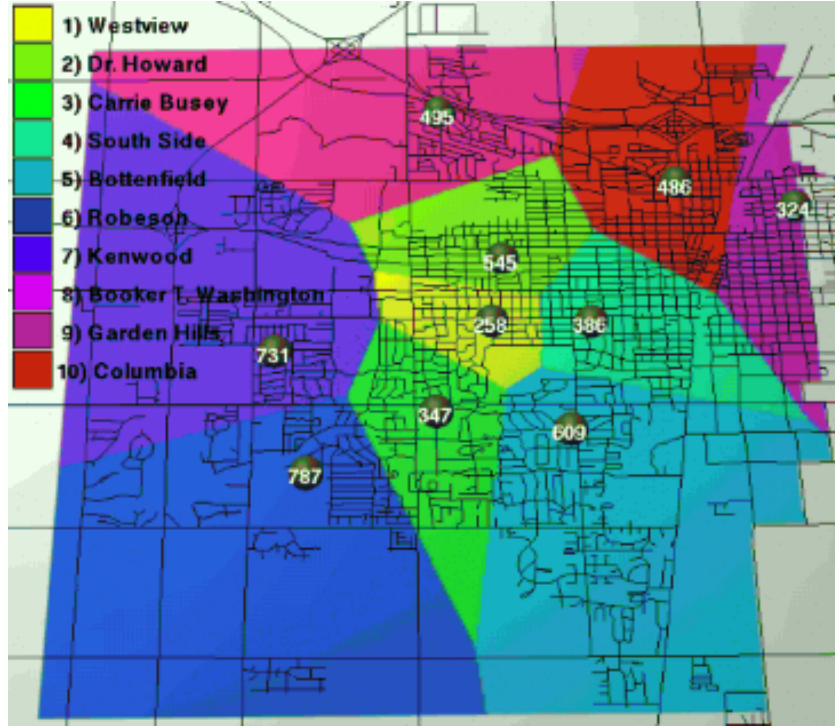 1) Westview
2) Dr. Howard
3) Carrie Busey
4) South Side
5) Bottenfield
6) Robeson
7) Kenwood
8) Booker T. Washington
9) Garden Hills
10) Columbia
495
486
324
545
258
386
731
347
609
787